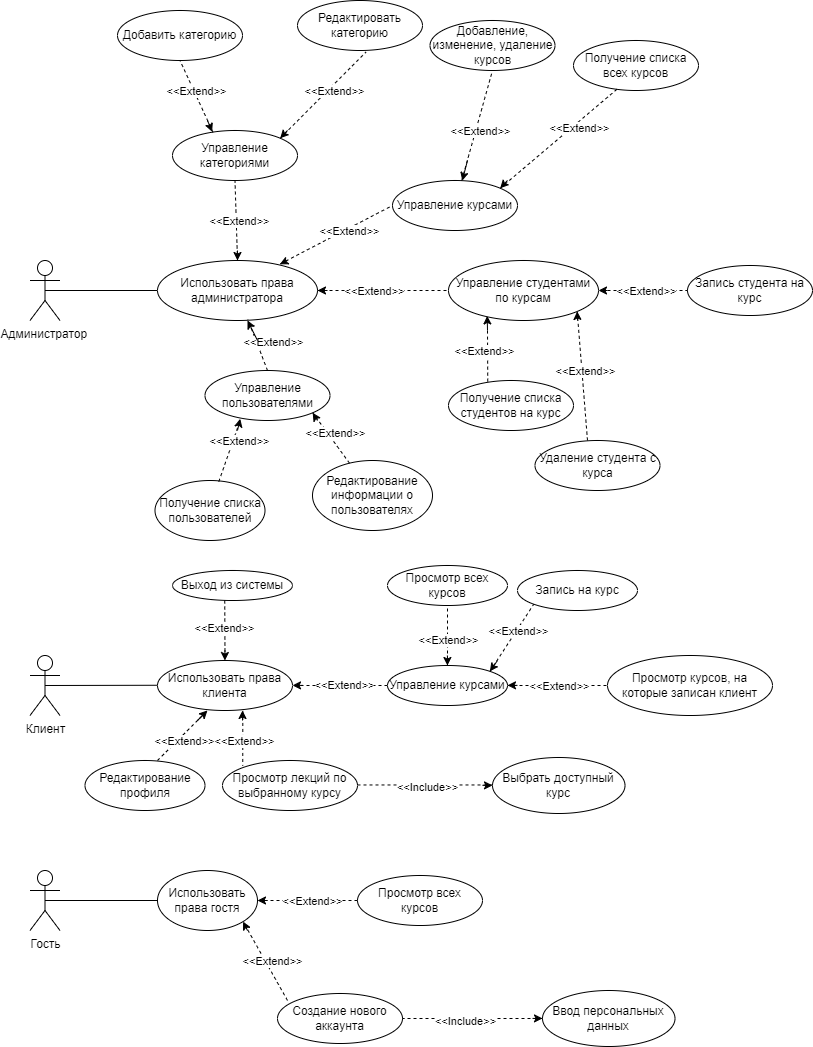 Добавить категорию
Редактировать
категорию
Добавление,
изменение, удаление
курсов
Получение списка
всех курсов
<<Extend>>
<<Extend>>
<<Extend>>
<<Extend>>
Управление
категориями
Управление курсами
<<Extend>>
<<Extend>>
Администратор
Использовать права
администратора
<<Extend>>
Управление студентами
по курсам
<<Extend>>
Запись студента на
курс
<<Extend>>
<<Extend>>
<<Extend>>
Управление
пользователями
Получение списка
студентов на курс
<<Extend>>
<<Extend>>
Удаление студента с
курса
Получение списка
пользователей
Редактирование
информации о
пользователях
Выход из системы
Просмотр всех
курсов
Запись на курс
<<Extend>>
<<Extend>>
<<Extend>>
Клиент
Использовать права
клиента
<<Extend>>
Управление курсами
<<Extend>>
Просмотр курсов, на
которые записан клиент
<<Extend>>
<<Extend>>
Редактирование
профиля
Просмотр лекций по
выбранному курсу
<<Include>>
Выбрать доступный
курс
Гость
Использовать
права гостя
<<Extend>>
Просмотр всех
курсов
<<Extend>>
Создание нового
аккаунта
<<Include>>
Ввод персональных
данных